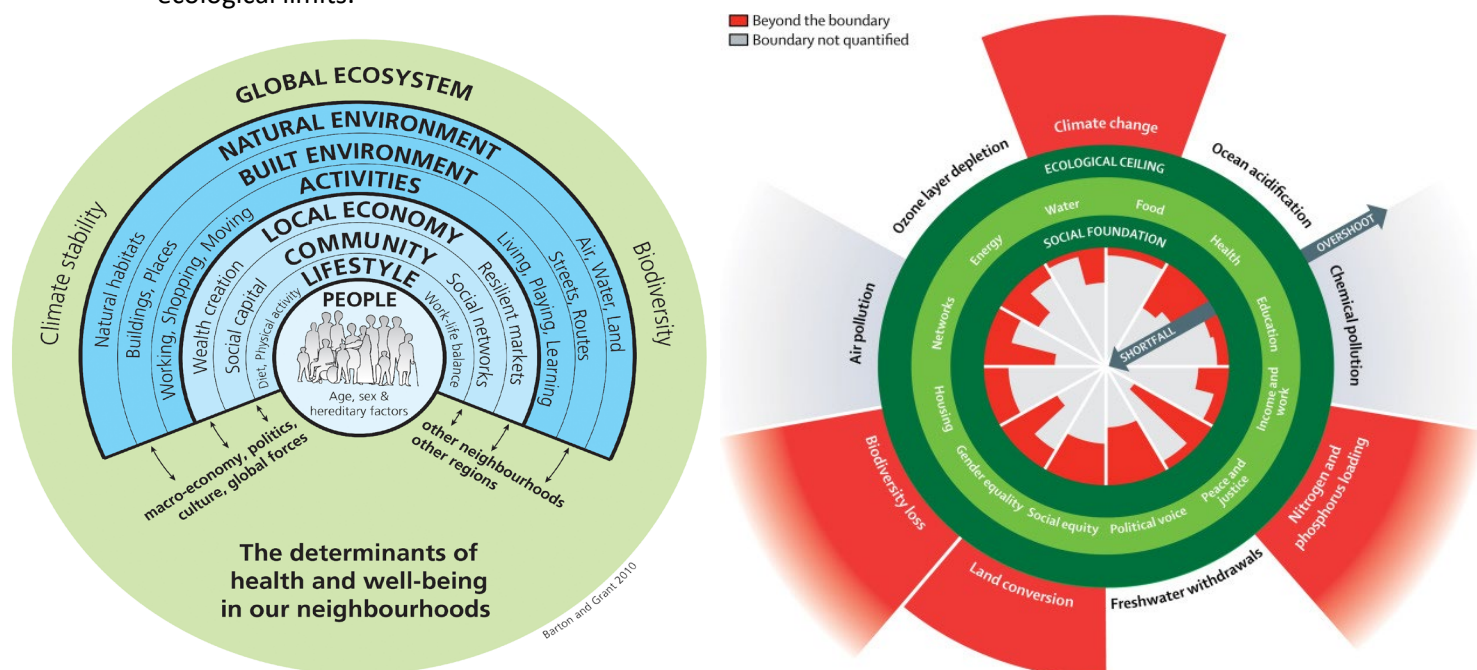 ecological limits.
GLOBAL ECOSYSTEM
NATURAL ENVIRONMENT
BUILT ENVIRONMENT
ACTIVITIES
LOCAL ECONOMY
COMMUNITY
LIFESTYLE
PEOPLE
Age, sex &
hereditary factors
Climate stability
Natural habitats
Buildings, Places
Working, Shopping, Moving
Wealth creation
Social capital
Diet, Physical activity
Work-life balance
Social networks
Resilient markets
Living, Playing, Learning
Streets, Routes
Air, Water, Land
Biodiversity
macro-economy, politics,
culture, global forces
other neighbourhoods
other regions
The determinants of
health and well-being
in our neighbourhoods
Barton and Grant 2010
Beyond the boundary
Boundary not quantified
Climate change
Ozone layer depletion
Ocean acidification
ECOLOGICAL CEILING
Water
Food
Energy
Health
SOCIAL FOUNDATION
OVERSHOOT
SHORTFALL
Air pollution
Chemical pollution
Networks
Education
Housing
Income and
work
Gender equality
Social equity
Political voice
Peace and
justice
Biodiversity loss
Nitrogen and
phosphorus loading
Land conversion
Freshwater withdrawals